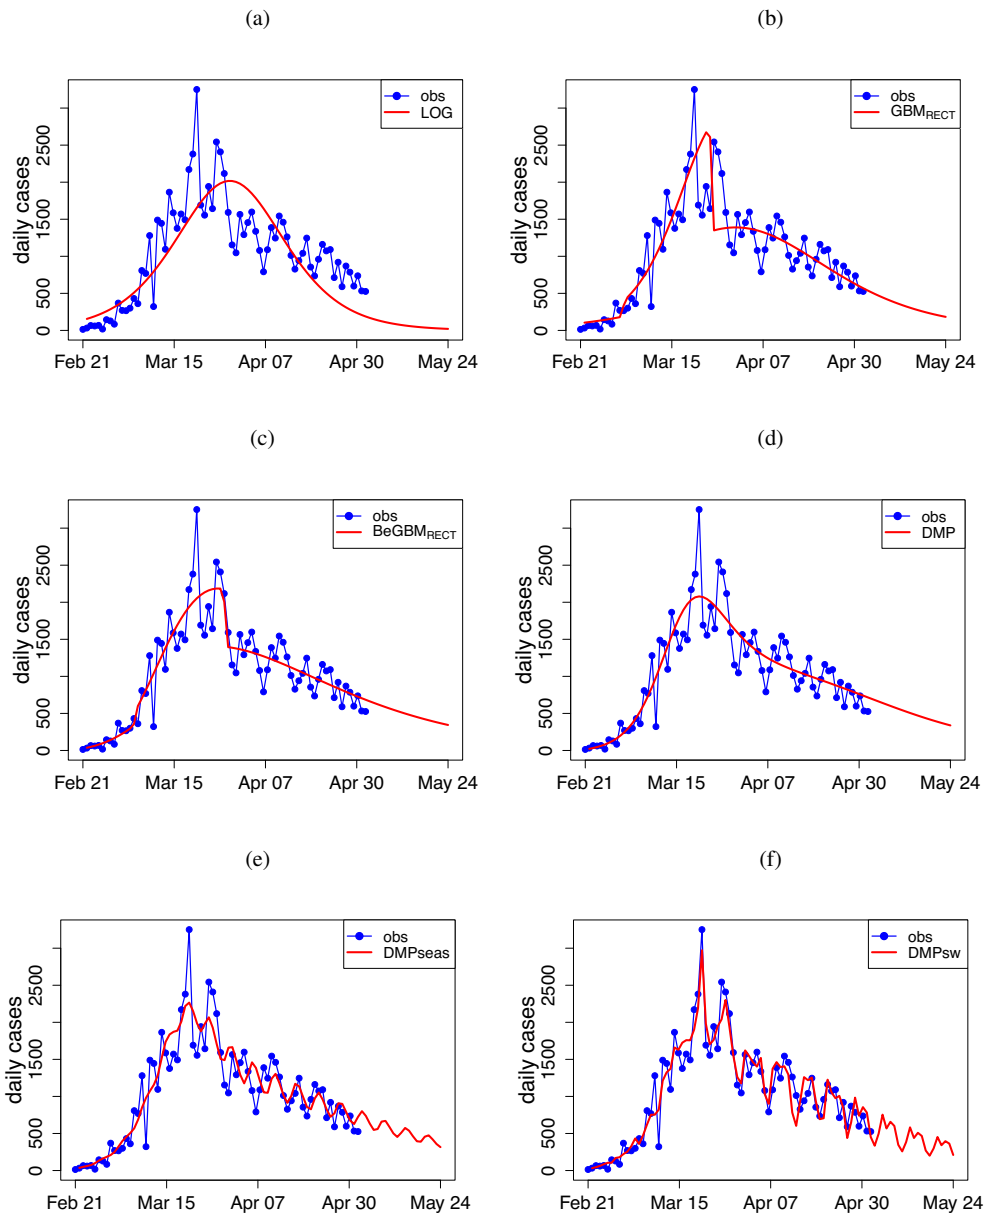 (a)
obs
LOG
daily cases
0 500 1500 2500
Feb 21 Mar 15 Apr 07 Apr 30 May 24
(b)
obs
GBMRECT
daily cases
0 500 1500 2500
Feb 21 Mar 15 Apr 07 Apr 30 May 24
(c)
obs
BeGBMRECT
daily cases
0 500 1500 2500
Feb 21 Mar 15 Apr 07 Apr 30 May 24
(d)
obs
DMP
daily cases
0 500 1500 2500
Feb 21 Mar 15 Apr 07 Apr 30 May 24
(e)
obs
DMPseas
daily cases
0 500 1500 2500
Feb 21 Mar 15 Apr 07 Apr 30 May 24
(f)
obs
DMPsw
daily cases
0 500 1500 2500
Feb 21 Mar 15 Apr 07 Apr 30 May 24